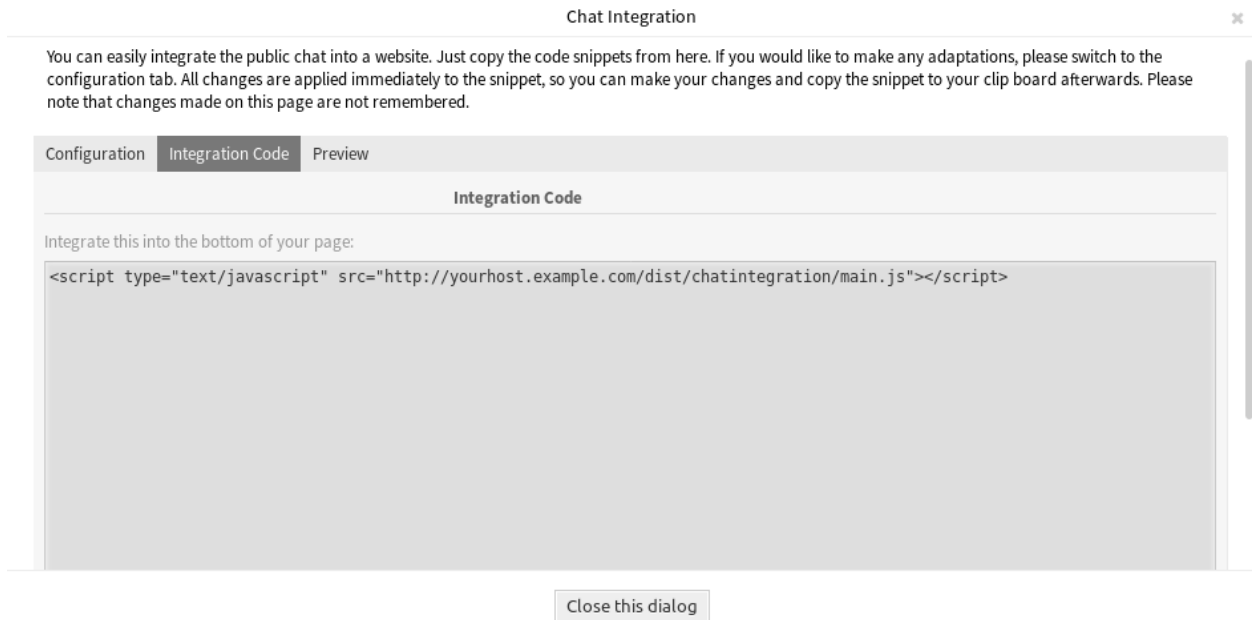 Chat Integration
You can easily integrate the public chat into a website. Just copy the code snippets from here. If you would like to make any adaptations, please switch to the
configuration tab. All changes are applied immediately to the snippet, so you can make your changes and copy the snippet to your clip board afterwards. Please
note that changes made on this page are not remembered.
Configuration Integration Code Preview
Integration Code
Integrate this into the bottom of your page:
<script type="text/javascript" src="http://yourhost.example.com/dist/chatintegration/main.js"></script>
Close this dialog